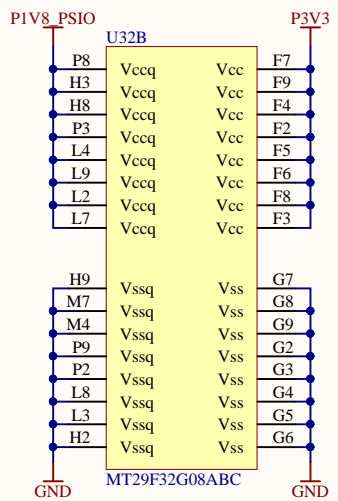 P1V8_PSIO P3V3
U32B
P8 Vccq Vcc F7
H3 Vccq Vcc F9
H8 Vccq Vcc F4
P3 Vccq Vcc F2
L4 Vccq Vcc F5
L9 Vccq Vcc F6
L2 Vccq Vcc F8
L7 Vccq Vcc F3
H9 Vssq Vss G7
M7 Vssq Vss G8
M4 Vssq Vss G9
P9 Vssq Vss G2
P2 Vssq Vss G3
L8 Vssq Vss G4
L3 Vssq Vss G5
H2 Vssq Vss G6
MT29F32G08ABC
GND GND